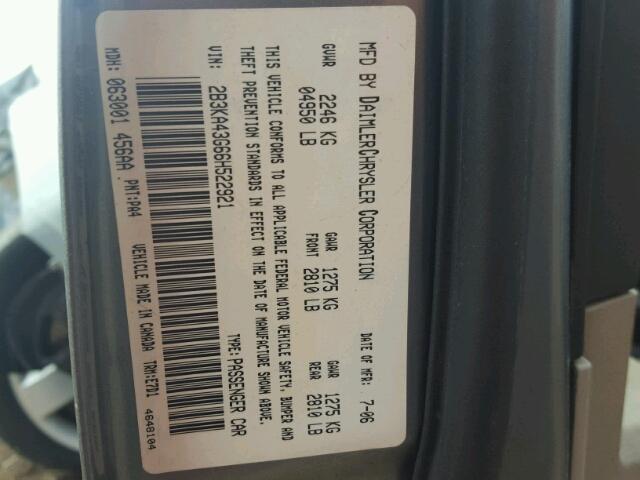 MFD BY DAIMLERCHRYSLER CORPORATION DATE OF MFR: 7-06
GVWR 2246 KG GAWR 1275 KG GAWR 1275 KG
04950 LB FRONT 2810 LB REAR 2810 LB
THIS VEHICLE CONFORMS TO ALL APPLICABLE FEDERAL MOTOR VEHICLE SAFETY, BUMPER AND
THEFT PREVENTION STANDARDS IN EFFECT ON THE DATE OF MANUFACTURE SHOWN ABOVE.
VIN: 2B3KA43G66H522921 TYPE: PASSENGER CAR
MDH: 063001 456AA PNT:PA4 VEHICLE MADE IN CANADA TRM:E7D1
4648104